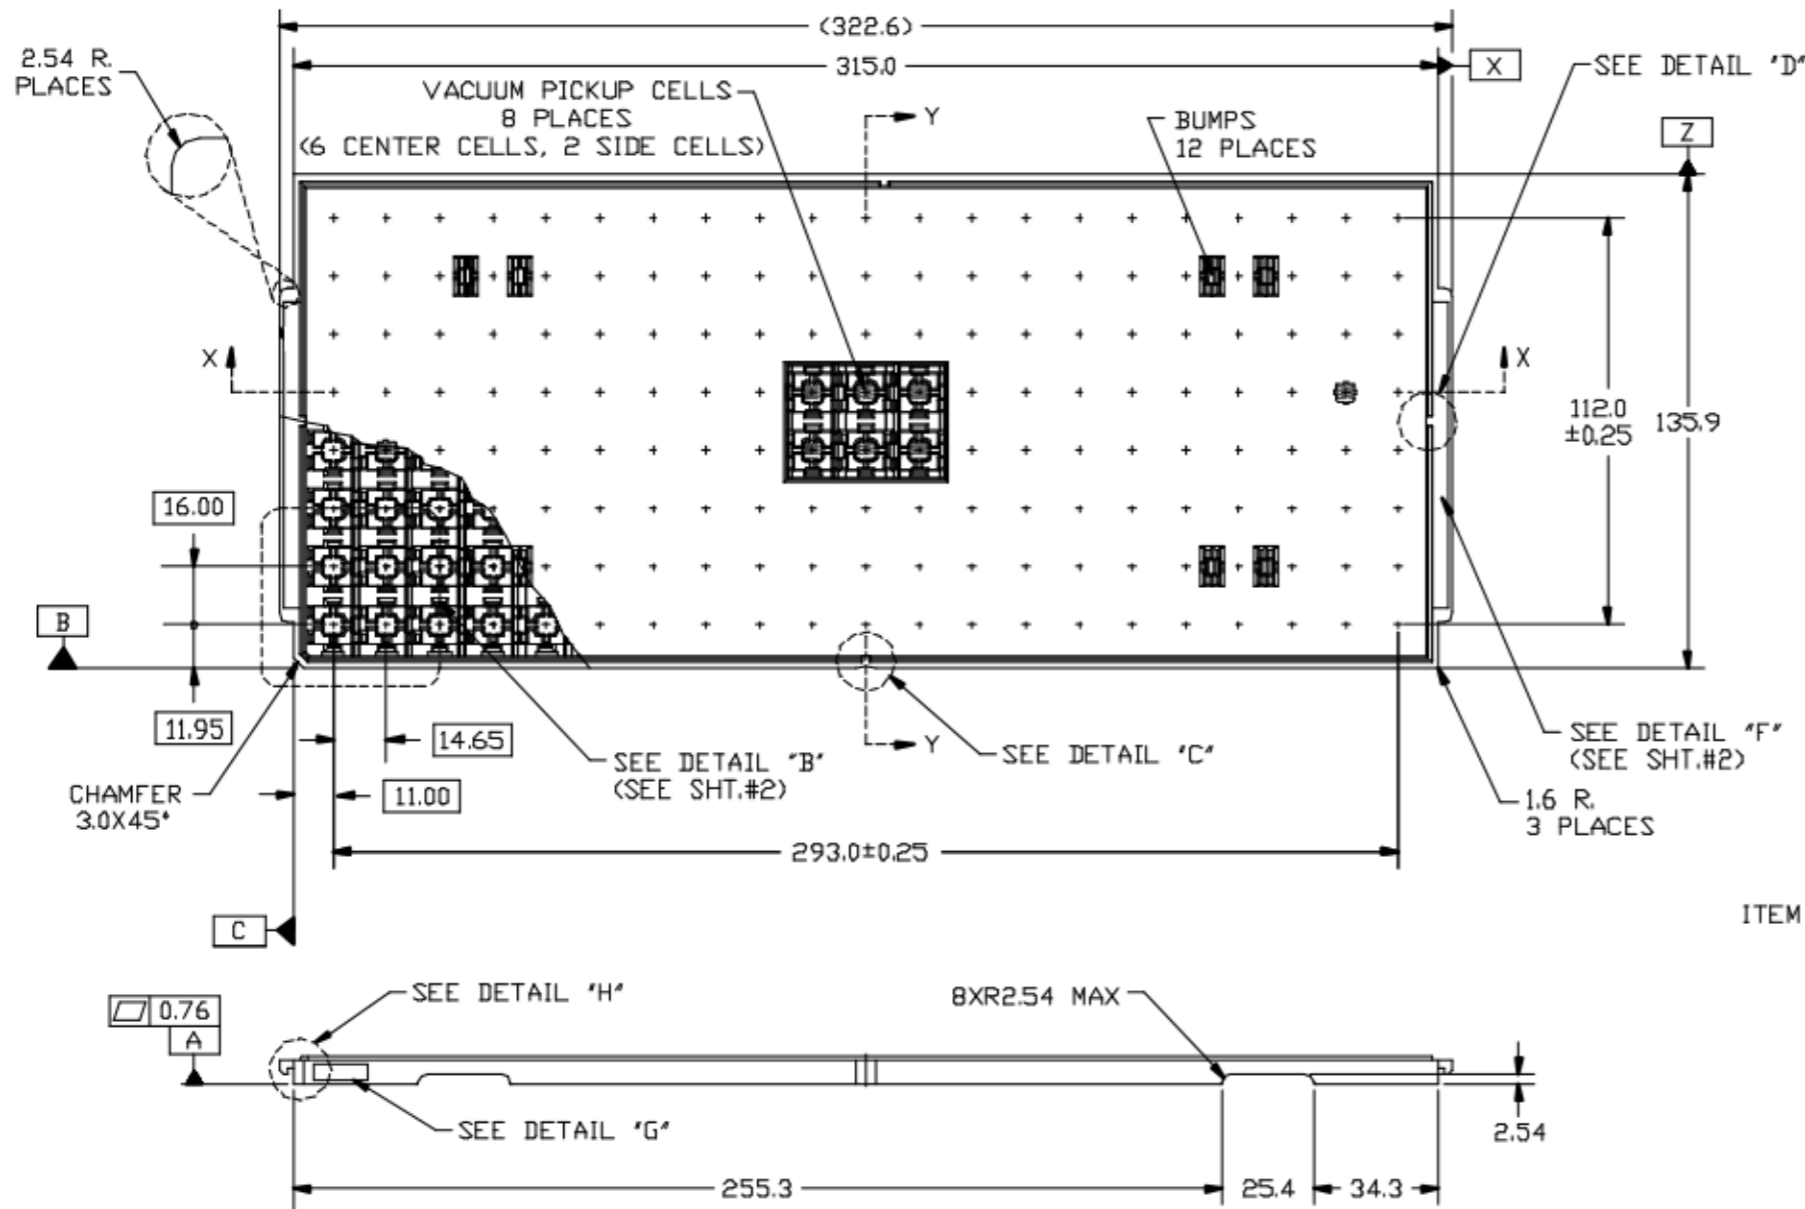 (322.6)
2.54 R.
PLACES
315.0
X
SEE DETAIL "D"
VACUUM PICKUP CELLS
8 PLACES
(6 CENTER CELLS, 2 SIDE CELLS)
Y
BUMPS
12 PLACES
Z
X
X
112.0
±0.25
135.9
16.00
B
11.95
14.65
11.00
CHAMFER
3.0X45°
SEE DETAIL "B"
(SEE SHT.#2)
Y
SEE DETAIL "C"
SEE DETAIL "F"
(SEE SHT.#2)
1.6 R.
3 PLACES
293.0±0.25
C
ITEM
SEE DETAIL "H"
8XR2.54 MAX
0.76
A
SEE DETAIL "G"
2.54
255.3
25.4
34.3